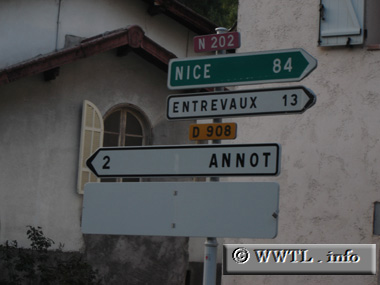 N 202
NICE 84
ENTREVAUX 13
D 908
2 ANNOT
© WWTL . info